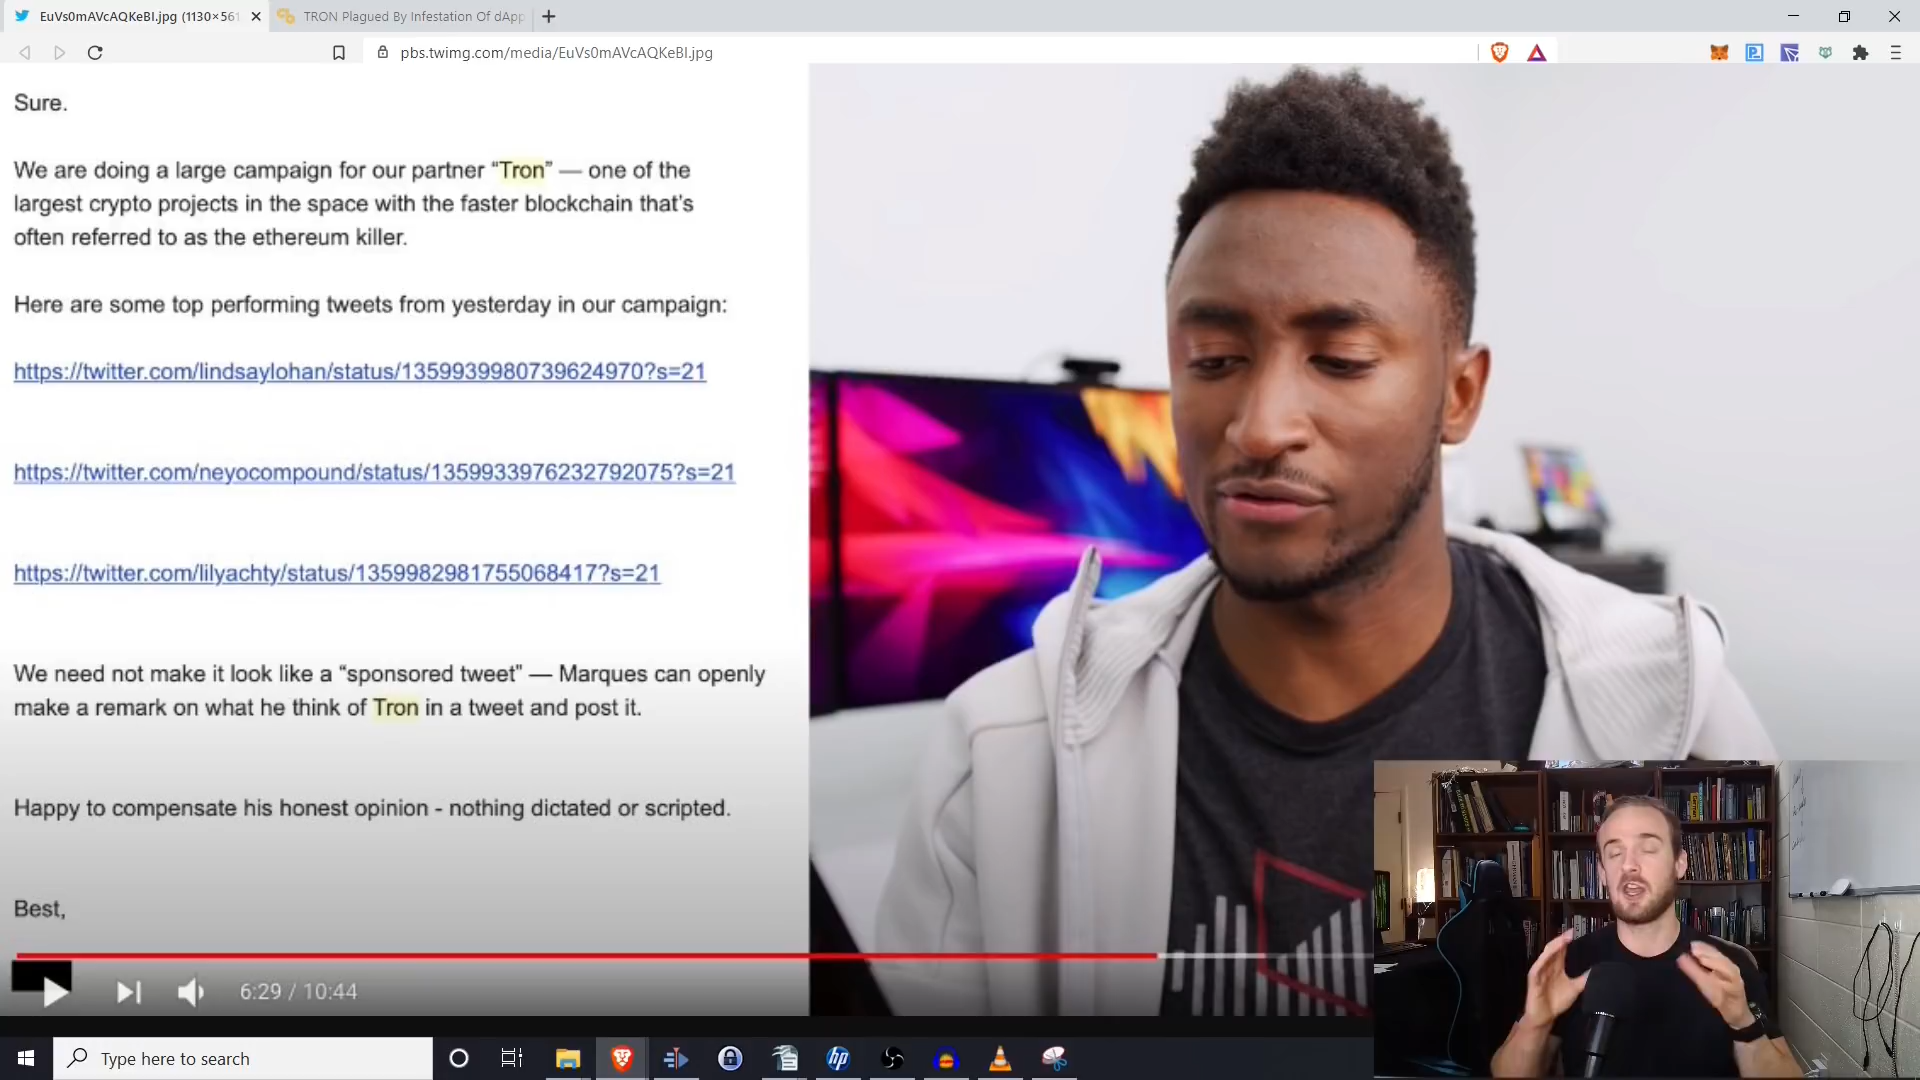 EuVs0mAVcAQKeBI.jpg (1130×561
TRON Plagued By Infestation Of dApp
pbs.twimg.com/media/EuVs0mAVcAQKeBI.jpg
Sure.
We are doing a large campaign for our partner “Tron” — one of the
largest crypto projects in the space with the faster blockchain that’s
often referred to as the ethereum killer.
Here are some top performing tweets from yesterday in our campaign:
https://twitter.com/lindsaylohan/status/1359939980739624970?s=21
https://twitter.com/neyocompound/status/1359933976232792075?s=21
https://twitter.com/lilyachty/status/1359982981755068417?s=21
We need not make it look like a “sponsored tweet” — Marques can openly
make a remark on what he think of Tron in a tweet and post it.
Happy to compensate his honest opinion - nothing dictated or scripted.
Best,
6:29 / 10:44
Type here to search
hp